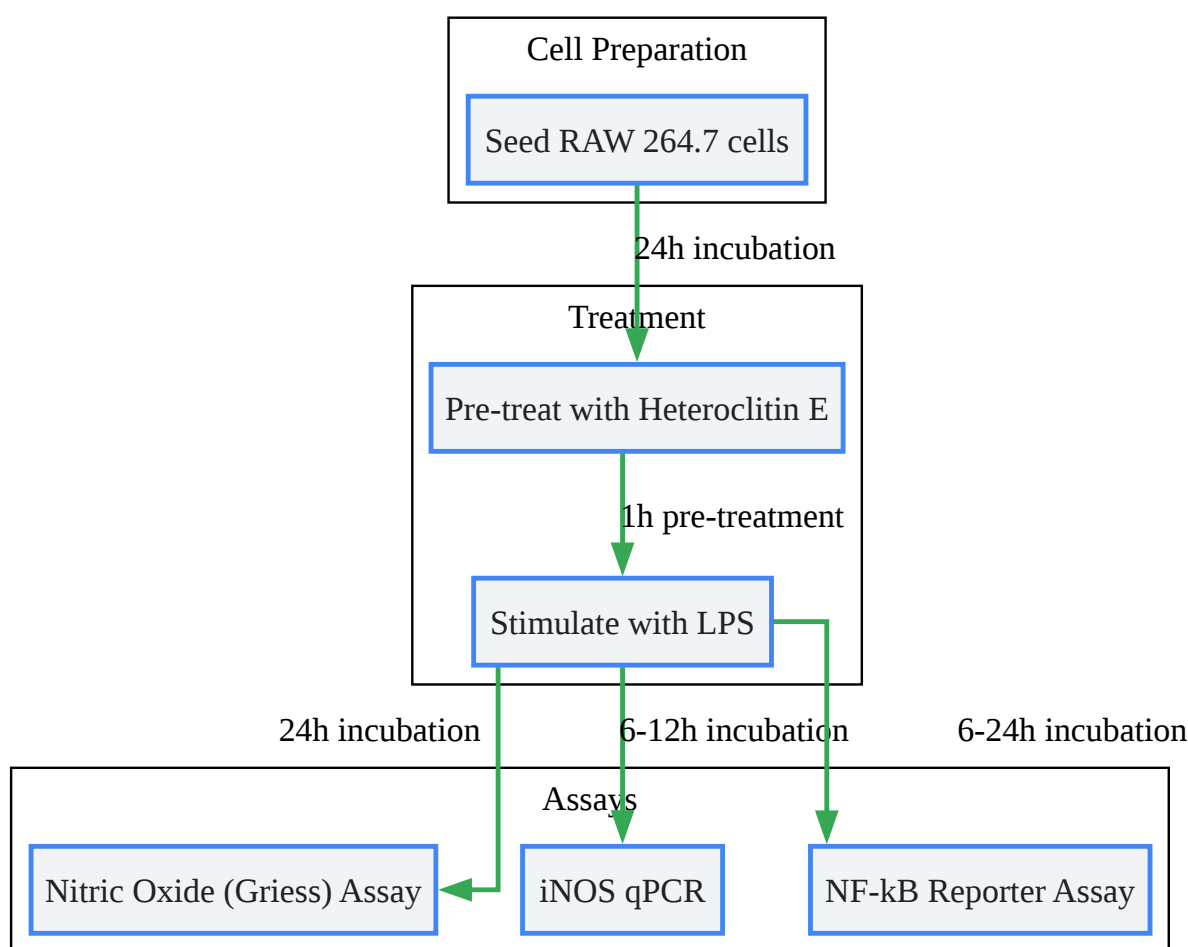 Cell Preparation
Seed RAW 264.7 cells
24h incubation
Treatment
Pre-treat with Heteroclitin E
1h pre-treatment
Stimulate with LPS
24h incubation
6-12h incubation
6-24h incubation
Assays
Nitric Oxide (Griess) Assay
iNOS qPCR
NF-kB Reporter Assay